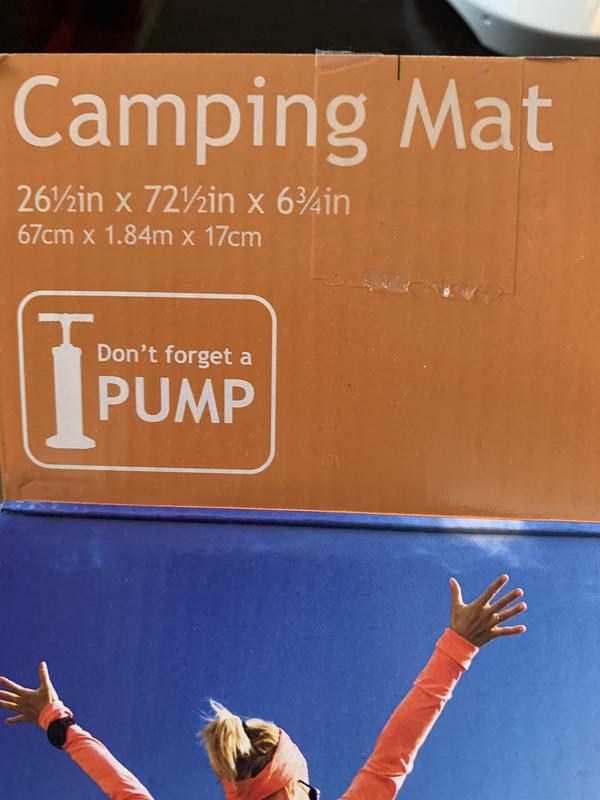 Camping Mat
26½in x 72½in x 6¾in
67cm x 1.84m x 17cm
Don't forget a
PUMP